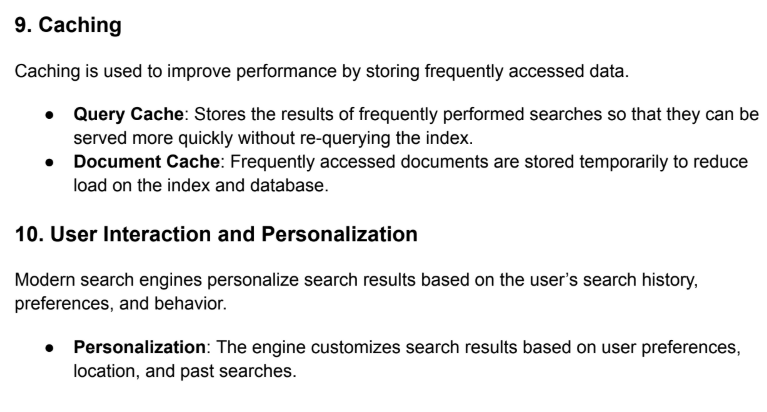 9. Caching
Caching is used to improve performance by storing frequently accessed data.
● Query Cache: Stores the results of frequently performed searches so that they can be
served more quickly without re-querying the index.
● Document Cache: Frequently accessed documents are stored temporarily to reduce
load on the index and database.
10. User Interaction and Personalization
Modern search engines personalize search results based on the user’s search history,
preferences, and behavior.
● Personalization: The engine customizes search results based on user preferences,
location, and past searches.